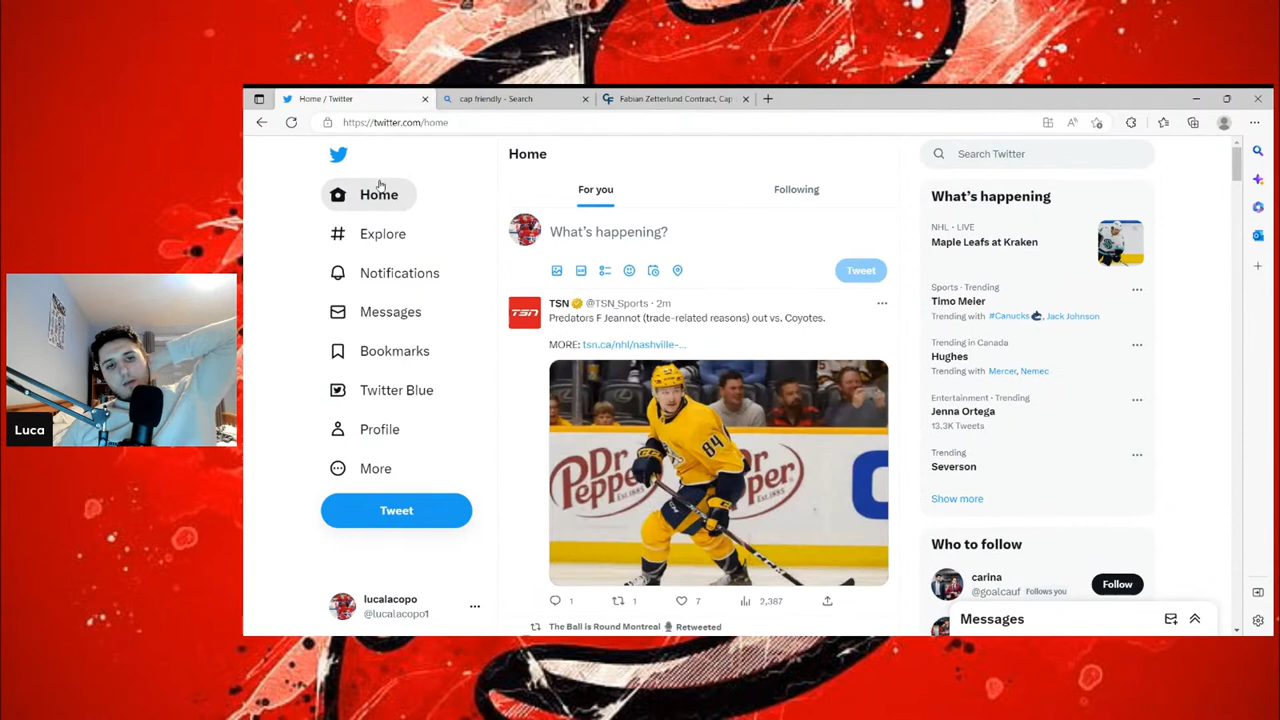 Home / Twitter
cap friendly - Search
Fabian Zetterlund Contract, Cap
https://twitter.com/home
Home
Explore
Notifications
Messages
Bookmarks
Twitter Blue
Profile
More
Tweet
lucalacopo
@lucalacopo1
Home
For you
Following
What's happening?
Tweet
TSN @TSN_Sports · 2m
Predators F Jeannot (trade-related reasons) out vs. Coyotes.
MORE: tsn.ca/nhl/nashville-...
Dr Pepper
Dr Pepper
84
1
1
7
2,387
The Ball is Round Montreal Retweeted
Search Twitter
What's happening
NHL · LIVE
Maple Leafs at Kraken
Sports · Trending
Timo Meier
Trending with #Canucks, Jack Johnson
Trending in Canada
Hughes
Trending with Mercer, Nemec
Entertainment · Trending
Jenna Ortega
13.3K Tweets
Trending
Severson
Show more
Who to follow
carina
@goalcauf Follows you
Follow
Messages
Luca